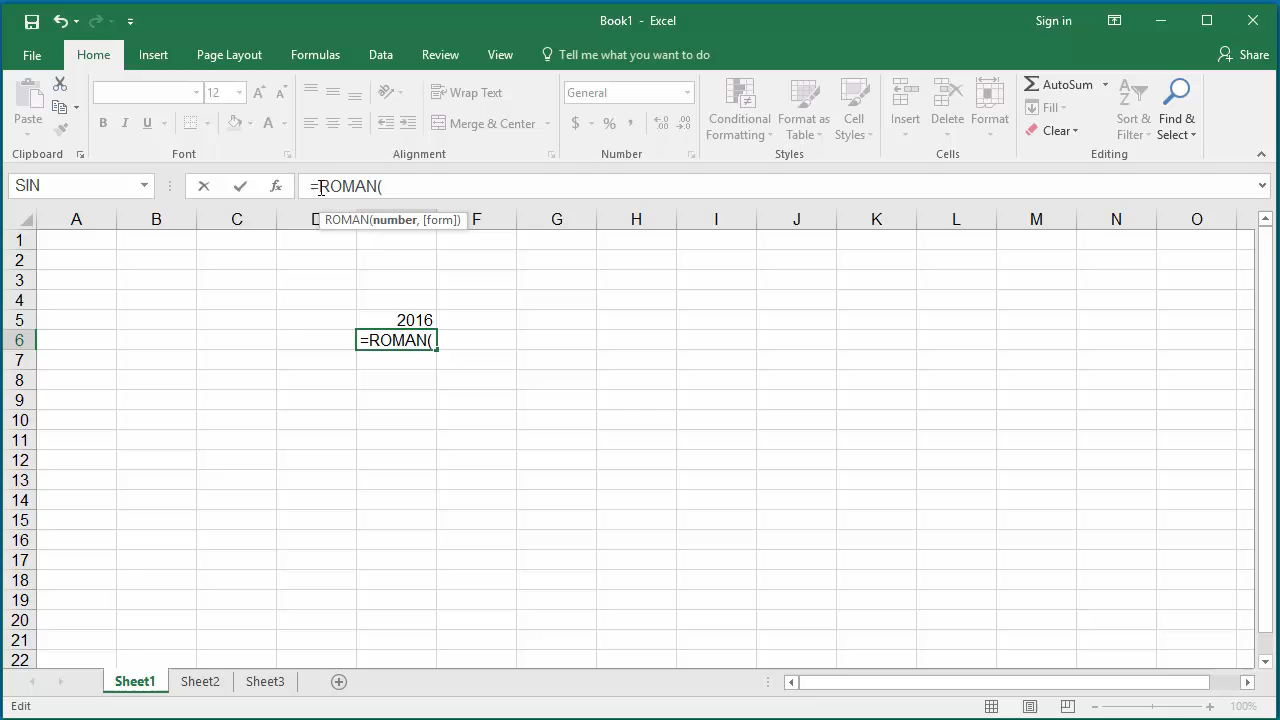 Book1 - Excel
Sign in
File Home Insert Page Layout Formulas Data Review View Tell me what you want to do Share
Paste
12
B I U A
Wrap Text
Merge & Center
General
$ % ,
Conditional Formatting
Format as Table
Cell Styles
Insert
Delete
Format
AutoSum
Fill
Clear
Sort & Filter
Find & Select
Clipboard Font Alignment Number Styles Cells Editing
SIN fx =ROMAN(
ROMAN(number, [form])
A B C D F G H I J K L M N O
1
2
3
4
5 2016
6 =ROMAN(
7
8
9
10
11
12
13
14
15
16
17
18
19
20
21
22
Sheet1 Sheet2 Sheet3
Edit 100%